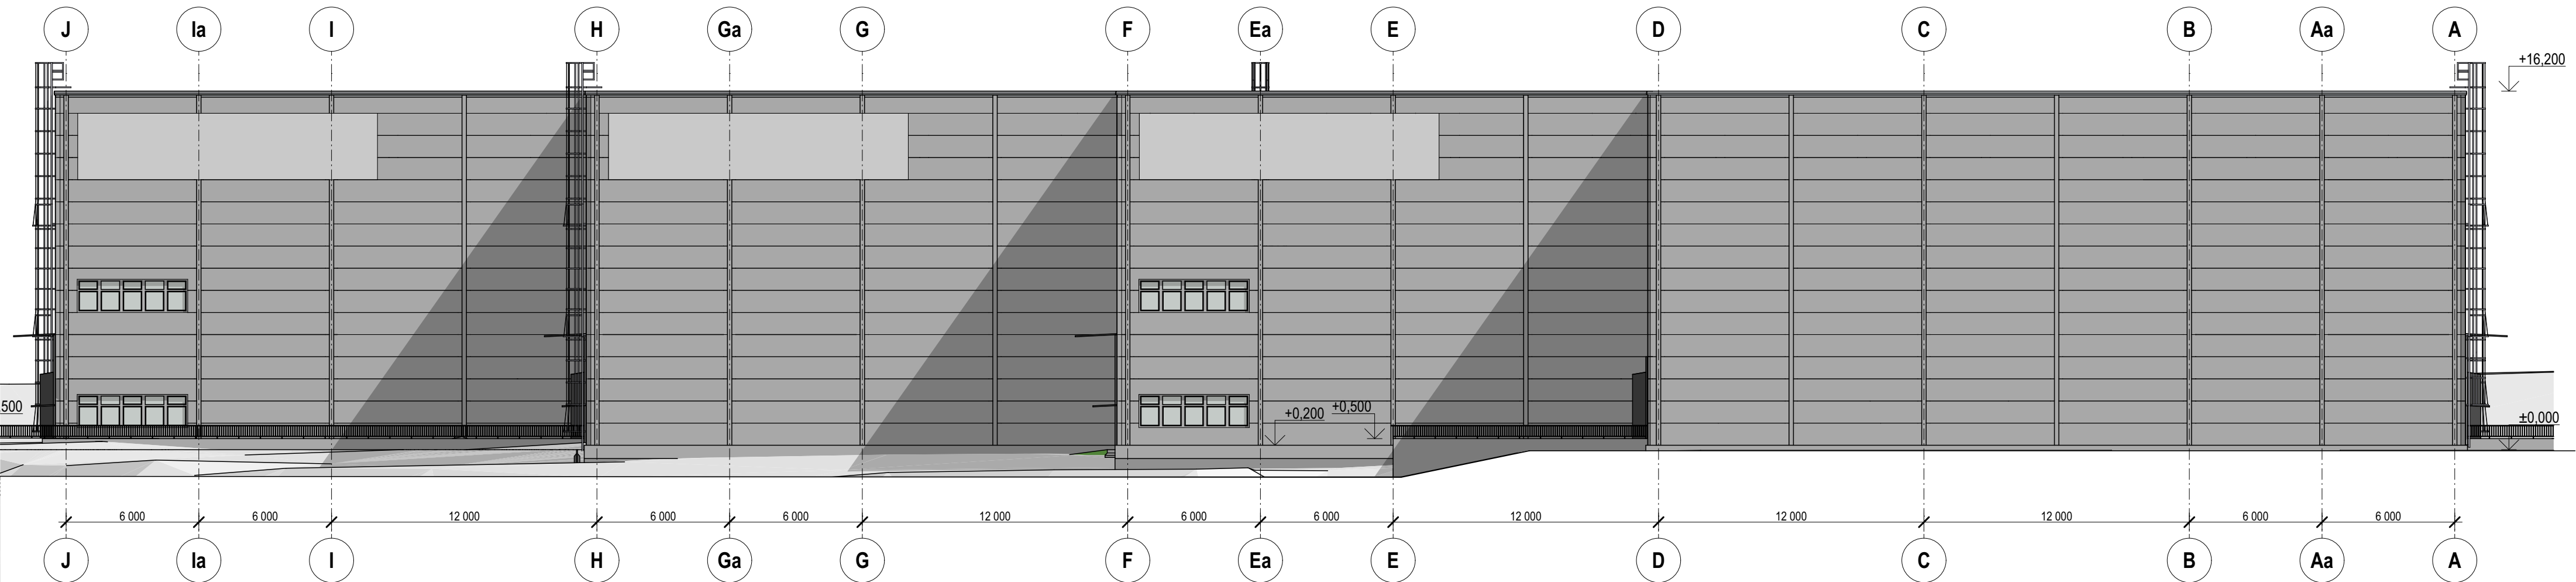 J Ia I H Ga G F Ea E D C B Aa A
+16,200
500 +0,200 +0,500 ±0,000
6 000 6 000 12 000 6 000 6 000 12 000 6 000 6 000 12 000 12 000 12 000 6 000 6 000
J Ia I H Ga G F Ea E D C B Aa A